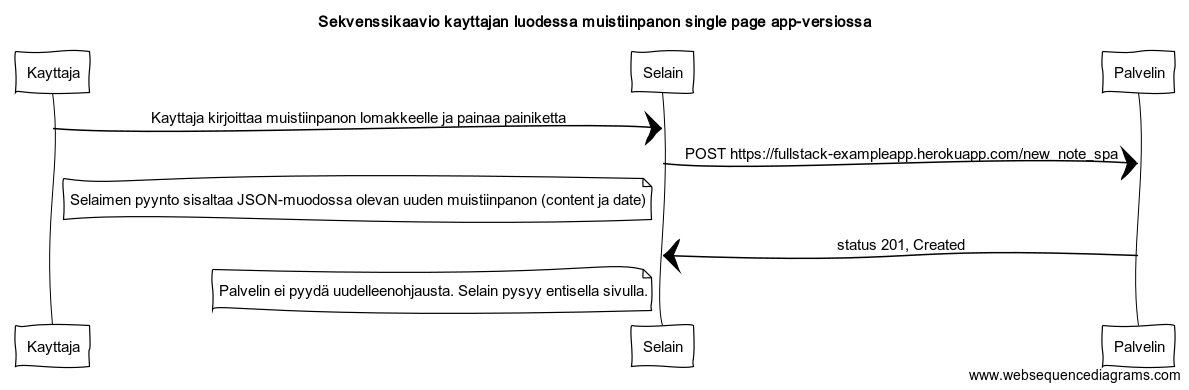 Sekvenssikaavio kayttajan luodessa muistiinpanon single page app-versiossa
Kayttaja
Selain
Palvelin
Kayttaja kirjoittaa muistiinpanon lomakkeelle ja painaa painiketta
POST https://fullstack-exampleapp.herokuapp.com/new_note_spa
Selaimen pyynto sisaltaa JSON-muodossa olevan uuden muistiinpanon (content ja date)
status 201, Created
Palvelin ei pyydä uudelleenohjausta. Selain pysyy entisella sivulla.
Kayttaja
Selain
Palvelin
www.websequencediagrams.com